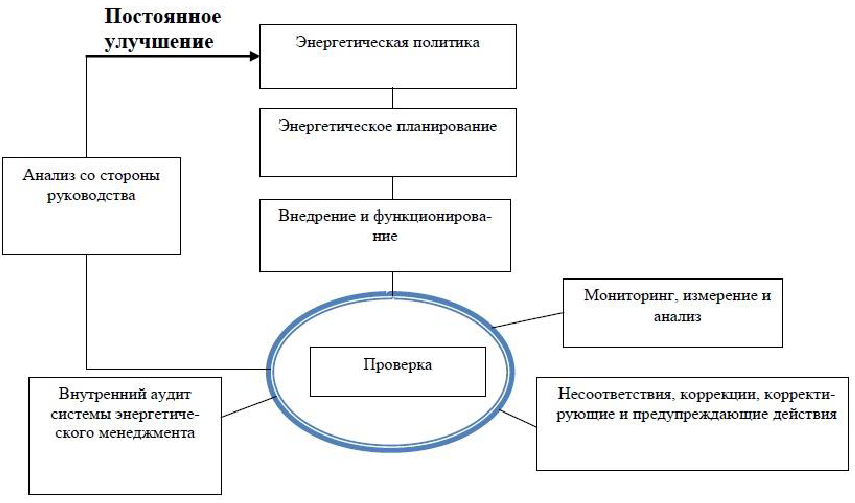 Постоянное
улучшение
Энергетическая политика
Энергетическое планирование
Анализ со стороны
руководства
Внедрение и функционирова-
ние
Мониторинг, измерение и
анализ
Проверка
Внутренний аудит
системы энергетиче-
ского менеджмента
Несоответствия, коррекции, корректи-
рующие и предупреждающие действия